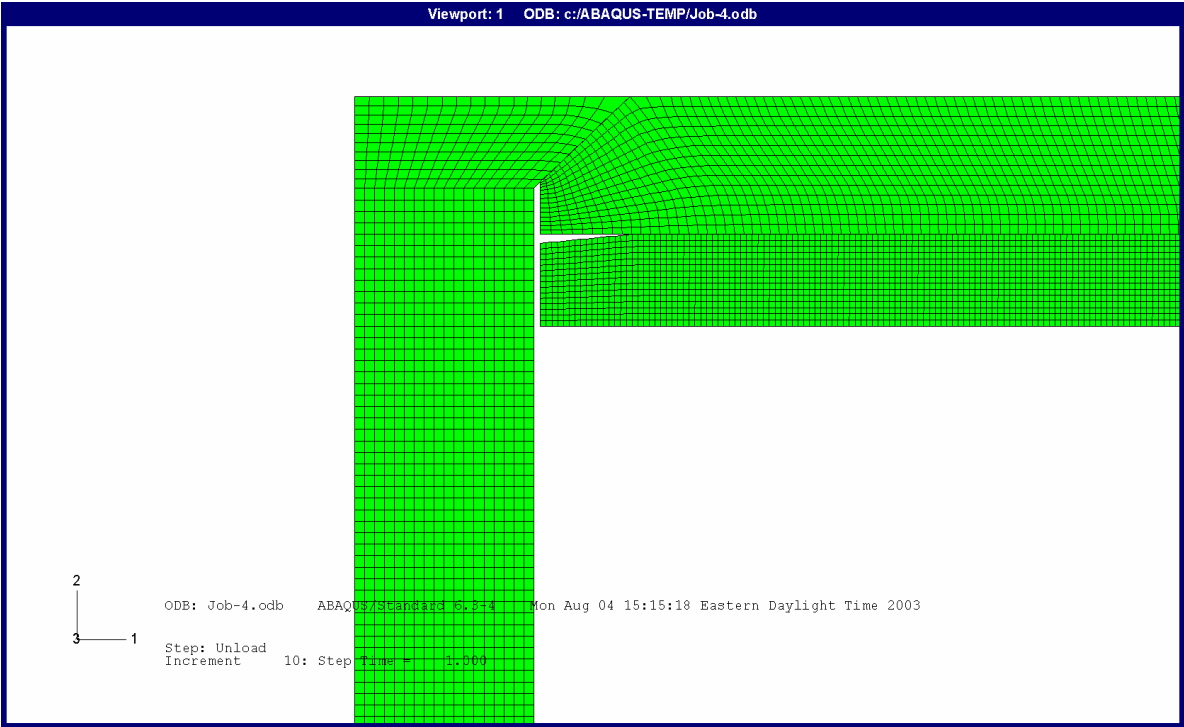 Viewport: 1 ODB: c:/ABAQUS-TEMP/Job-4.odb
2
3 1
ODB: Job-4.odb ABAQUS/Standard 6.3-4 Mon Aug 04 15:15:18 Eastern Daylight Time 2003
Step: Unload
Increment 10: Step Time = 1.000